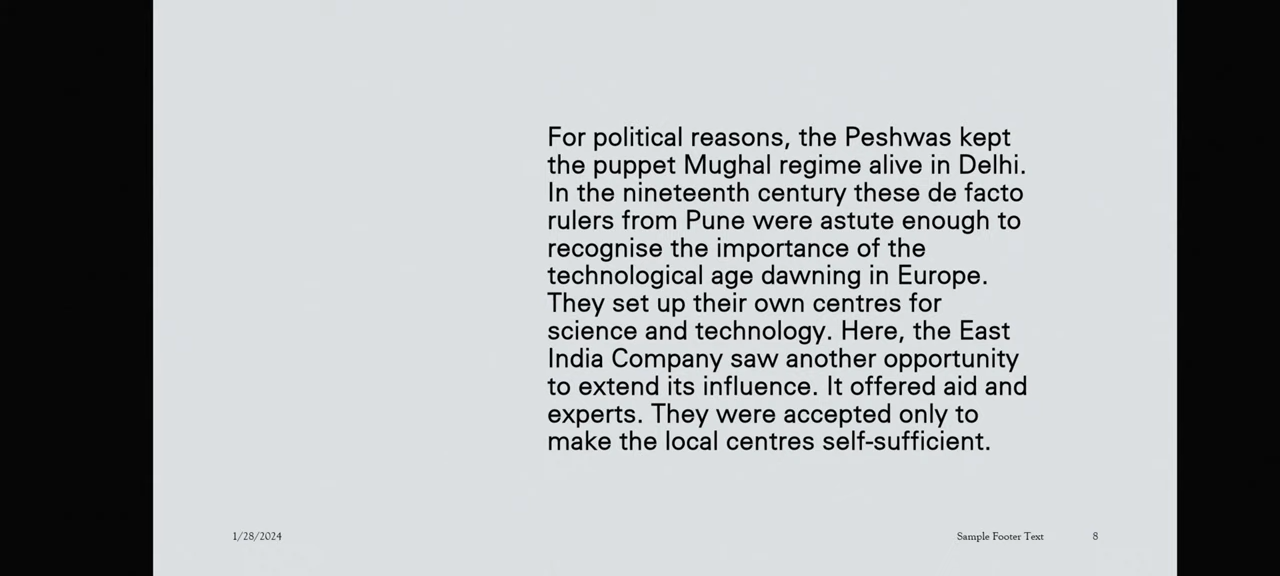 For political reasons, the Peshwas kept
the puppet Mughal regime alive in Delhi.
In the nineteenth century these de facto
rulers from Pune were astute enough to
recognise the importance of the
technological age dawning in Europe.
They set up their own centres for
science and technology. Here, the East
India Company saw another opportunity
to extend its influence. It offered aid and
experts. They were accepted only to
make the local centres self-sufficient.
1/28/2024
Sample Footer Text
8